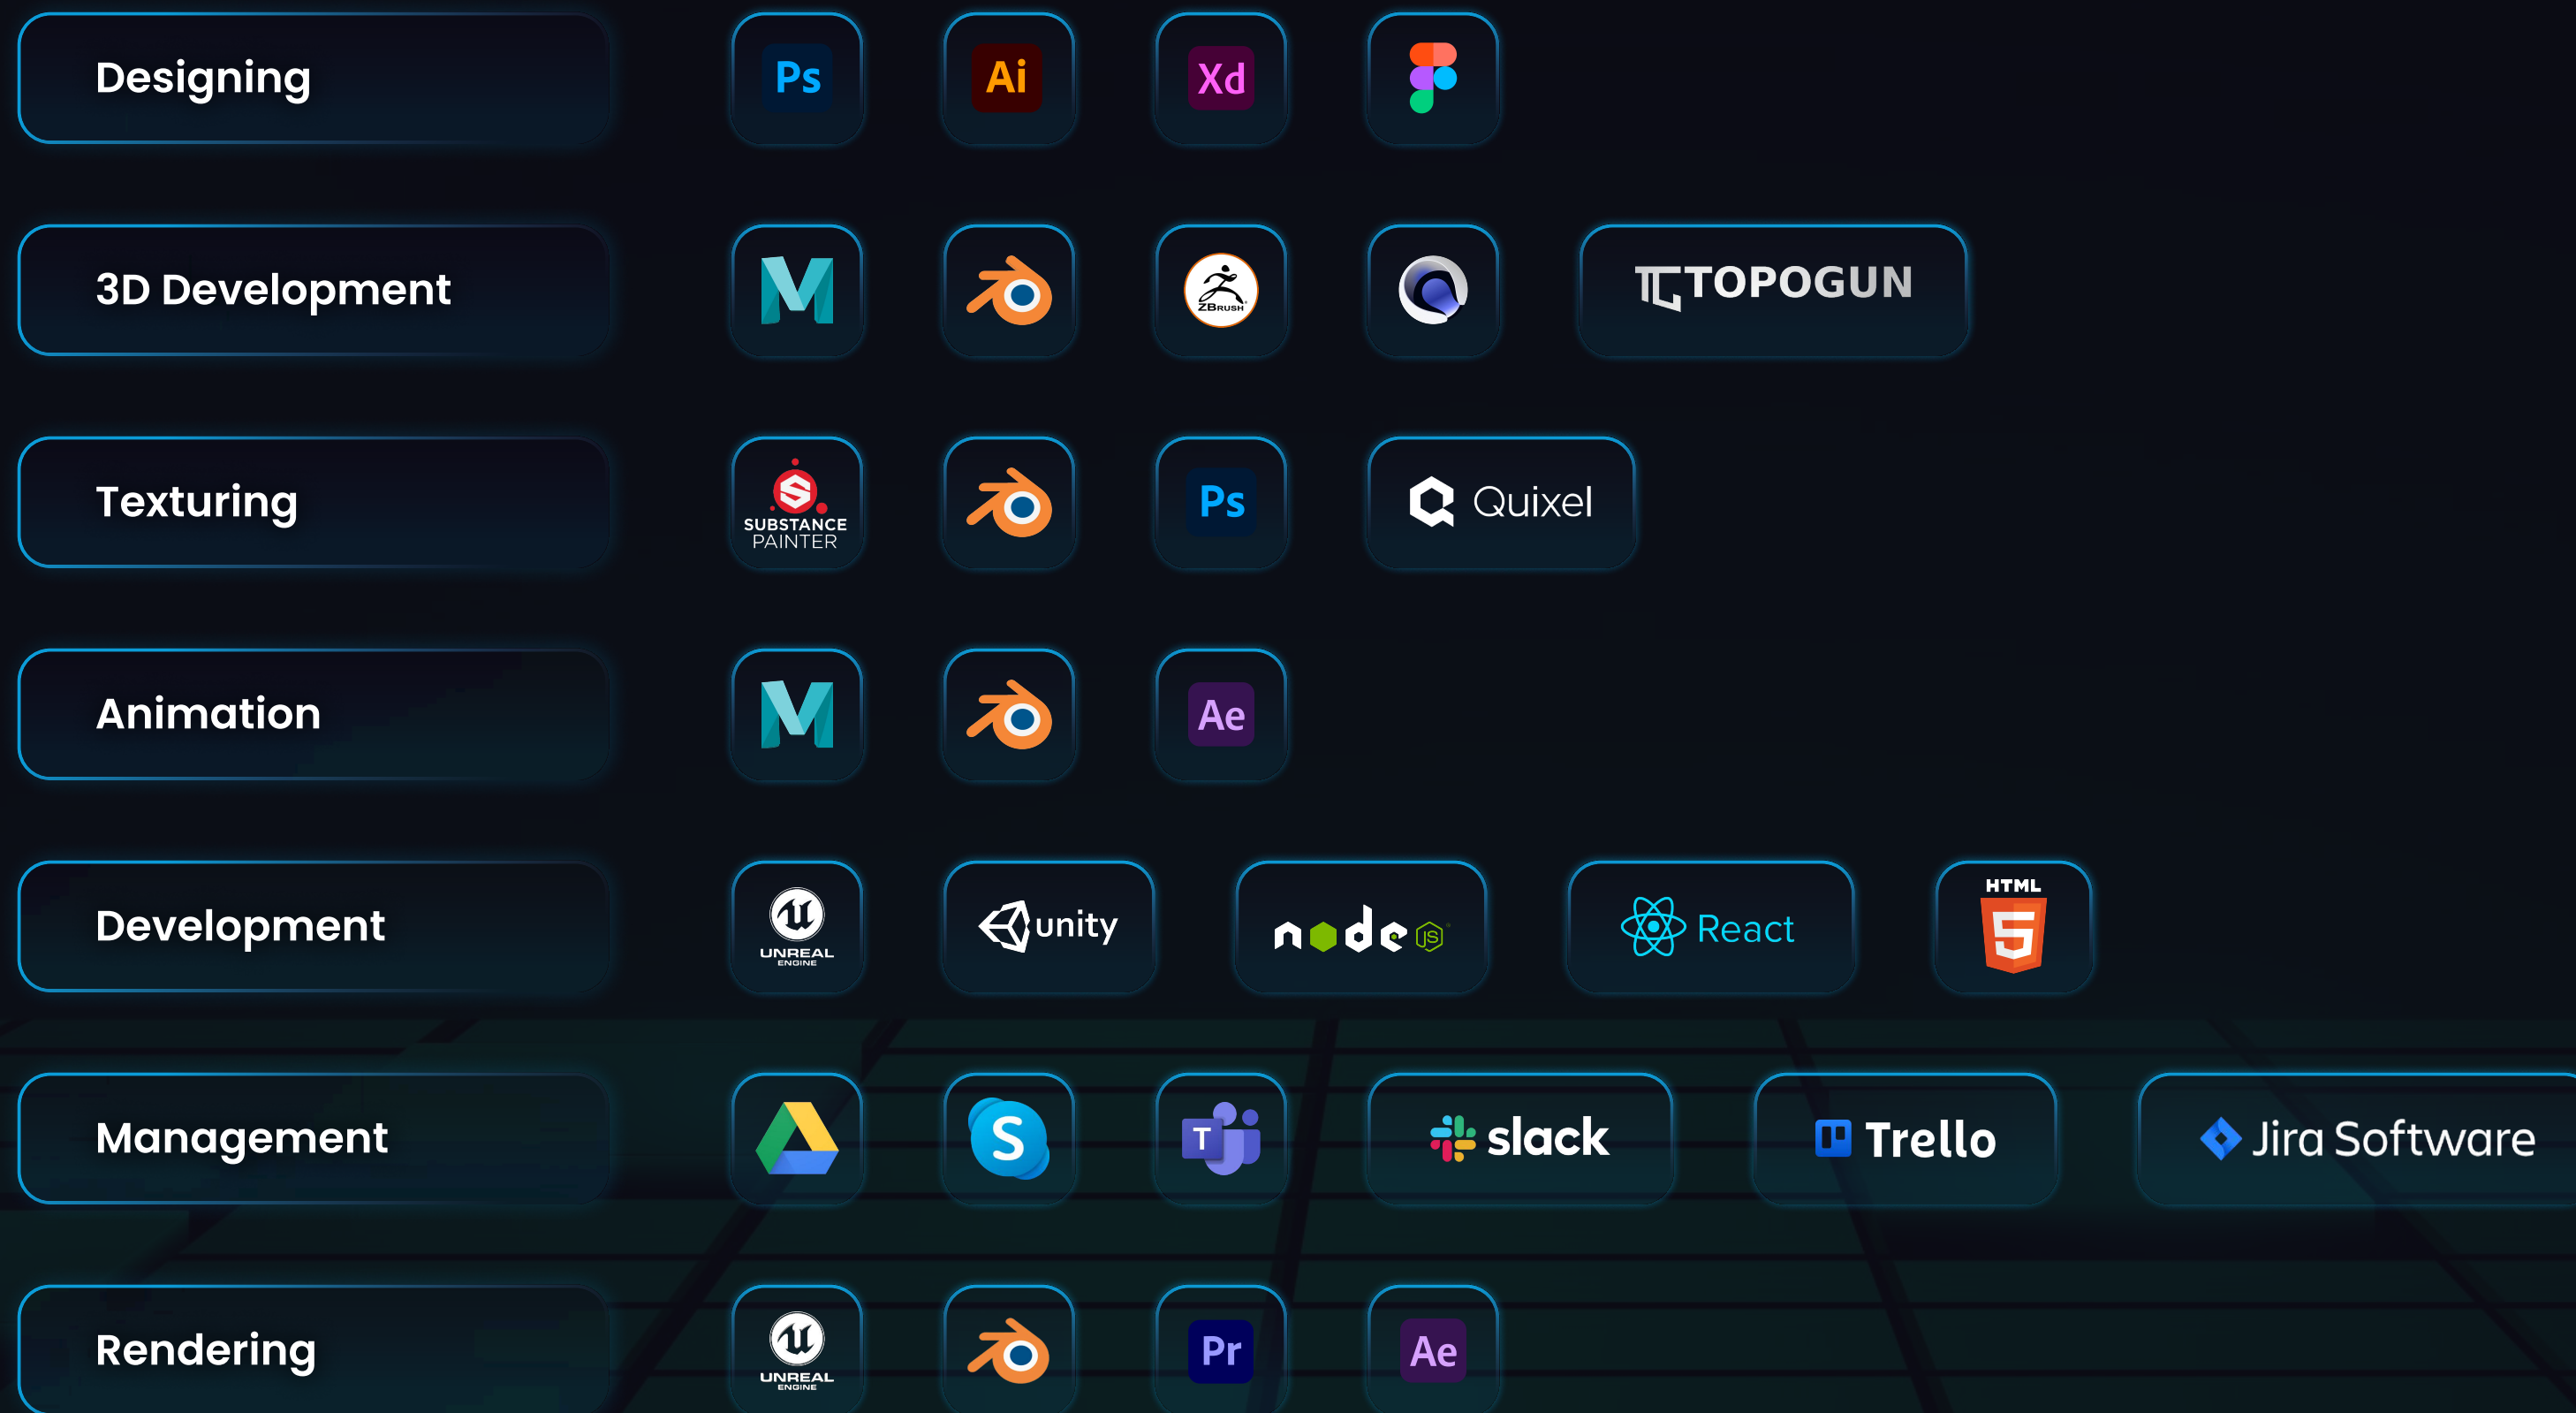 Designing
Ps
Ai
Xd
3D Development
ZBRUSH
TOPOGUN
Texturing
SUBSTANCE
PAINTER
Ps
Quixel
Animation
Ae
Development
UNREAL
ENGINE
unity
node
JS
React
HTML
5
Management
S
T
slack
Trello
Jira Software
Rendering
UNREAL
ENGINE
Pr
Ae